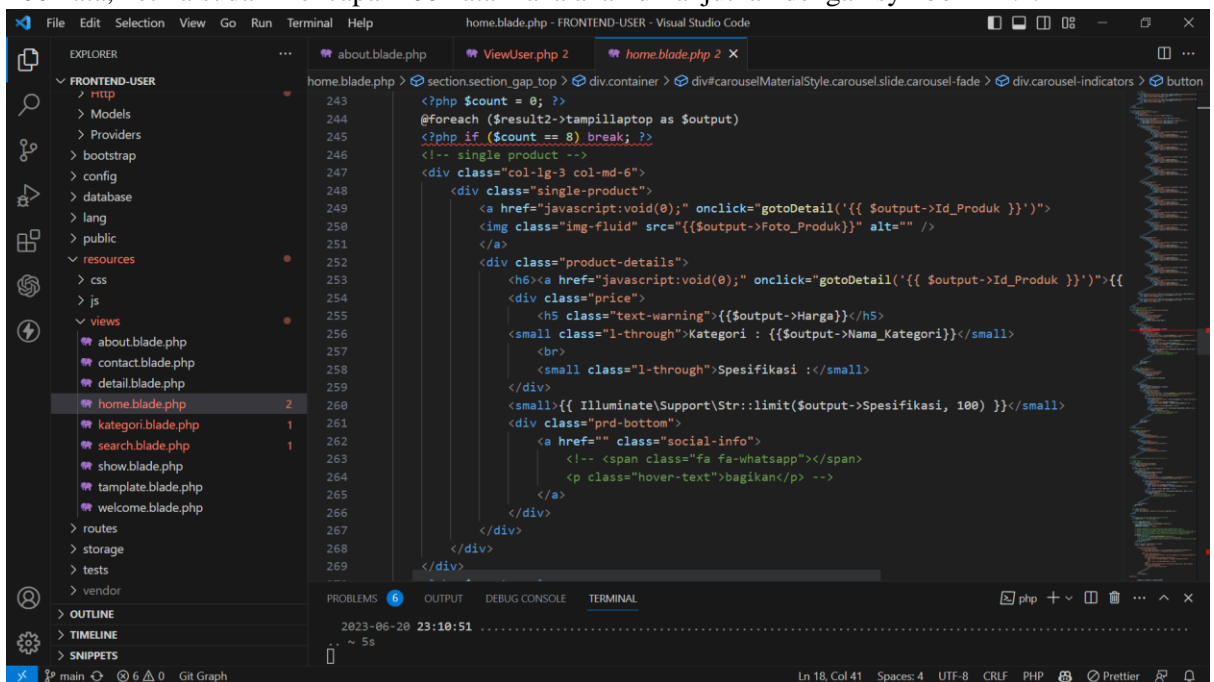 File Edit Selection View Go Run Terminal Help home.blade.php - FRONTEND-USER - Visual Studio Code
EXPLORER
FRONTEND-USER
Http
Models
Providers
bootstrap
config
database
lang
public
resources
css
js
views
about.blade.php
contact.blade.php
detail.blade.php
home.blade.php 2
kategori.blade.php 1
search.blade.php 1
show.blade.php
tamplate.blade.php
welcome.blade.php
routes
storage
tests
vendor
OUTLINE
TIMELINE
SNIPPETS
about.blade.php ViewUser.php 2 home.blade.php 2
home.blade.php > section.section_gap_top > div.container > div#carouselMaterialStyle.carousel.slide.carousel-fade > div.carousel-indicators > button
243 <?php $count = 0; ?>
244 @foreach ($result2->tampillaptop as $output)
245 <?php if ($count == 8) break; ?>
246 <!-- single product -->
247 <div class="col-lg-3 col-md-6">
248 <div class="single-product">
249 <a href="javascript:void(0);" onclick="gotoDetail('{{ $output->Id_Produk }}')">
250 <img class="img-fluid" src="{{$output->Foto_Produk}}" alt="" />
251 </a>
252 <div class="product-details">
253 <h6><a href="javascript:void(0);" onclick="gotoDetail('{{ $output->Id_Produk }}')">{{
254 <div class="price">
255 <h5 class="text-warning">{{$output->Harga}}</h5>
256 <small class="l-through">Kategori : {{$output->Nama_Kategori}}</small>
257 <br>
258 <small class="l-through">Spesifikasi :</small>
259 </div>
260 <small>{{ Illuminate\Support\Str::limit($output->Spesifikasi, 100) }}</small>
261 <div class="prd-bottom">
262 <a href="" class="social-info">
263 <!-- <span class="fa fa-whatsapp"></span>
264 <p class="hover-text">bagikan</p> -->
265 </a>
266 </div>
267 </div>
268 </div>
269 </div>
PROBLEMS 6 OUTPUT DEBUG CONSOLE TERMINAL php
2023-06-20 23:10:51 ................................................................
.. ~ 5s
main 6 0 Git Graph Ln 18, Col 41 Spaces: 4 UTF-8 CRLF PHP Prettier